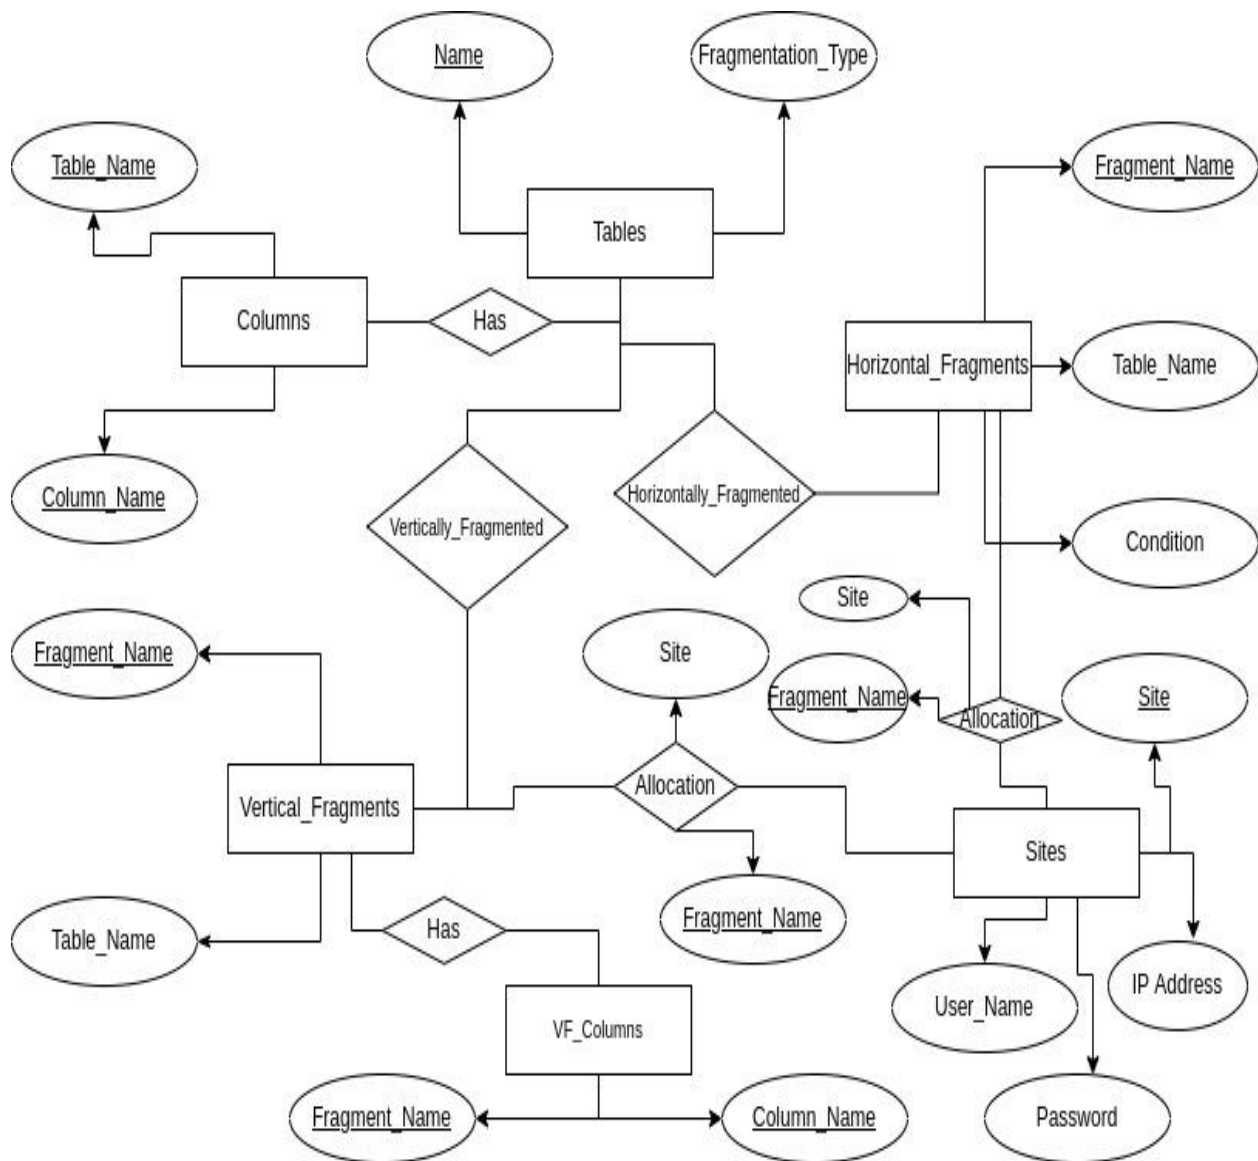 Name
Fragmentation_Type
Table_Name
Fragment_Name
Tables
Columns
Has
Horizontal_Fragments
Table_Name
Column_Name
Vertically_Fragmented
Horizontally_Fragmented
Condition
Site
Fragment_Name
Site
Fragment_Name
Allocation
Site
Vertical_Fragments
Allocation
Sites
Table_Name
Has
Fragment_Name
User_Name
IP Address
VF_Columns
Fragment_Name
Column_Name
Password